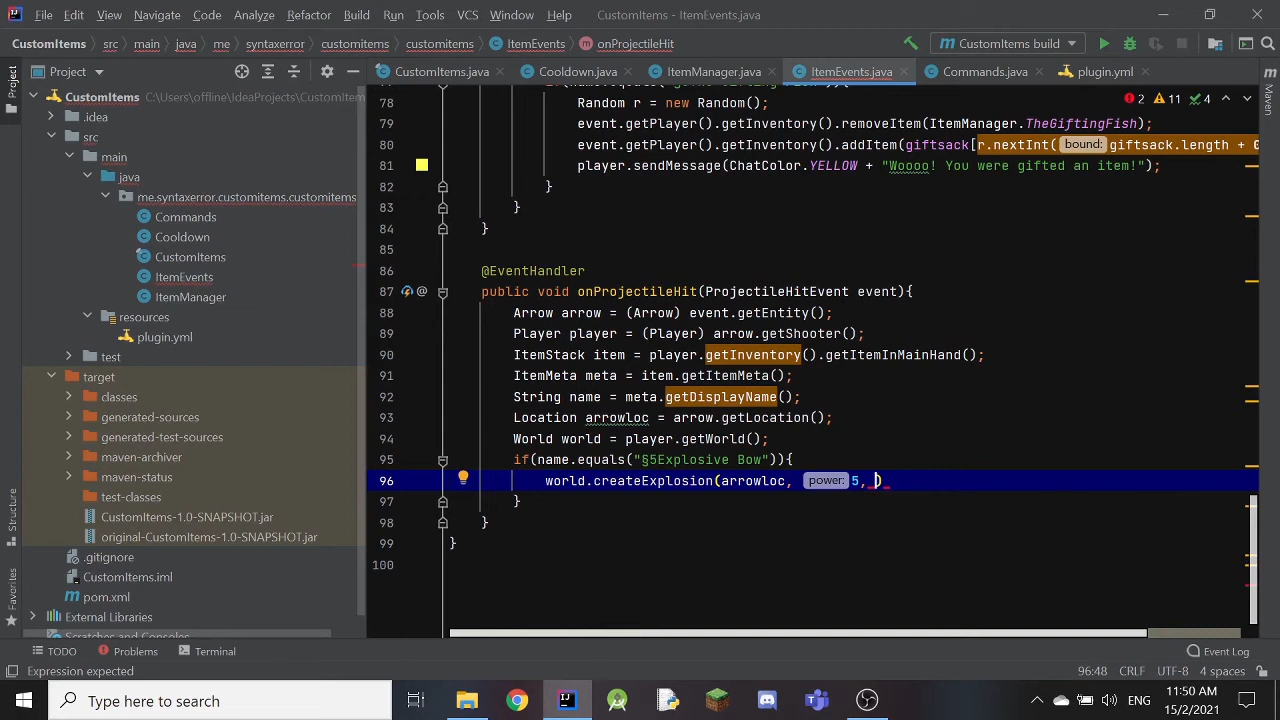 File Edit View Navigate Code Analyze Refactor Build Run Tools VCS Window Help CustomItems - ItemEvents.java
CustomItems src main java me syntaxerror customitems customitems ItemEvents onProjectileHit CustomItems build
Project CustomItems.java Cooldown.java ItemManager.java ItemEvents.java Commands.java plugin.yml
Project
Maven
Structure
Favorites
CustomItems C:\Users\offline\IdeaProjects\CustomItem
.idea
src
main
java
me.syntaxerror.customitems.customitems
Commands
Cooldown
CustomItems
ItemEvents
ItemManager
resources
plugin.yml
test
target
classes
generated-sources
generated-test-sources
maven-archiver
maven-status
test-classes
CustomItems-1.0-SNAPSHOT.jar
original-CustomItems-1.0-SNAPSHOT.jar
.gitignore
CustomItems.iml
pom.xml
External Libraries
Scratches and Consoles
2 11 4
78 Random r = new Random();
79 event.getPlayer().getInventory().removeItem(ItemManager.TheGiftingFish);
80 event.getPlayer().getInventory().addItem(giftsack[r.nextInt( bound: giftsack.length + 0
81 player.sendMessage(ChatColor.YELLOW + "Woooo! You were gifted an item!");
82 }
83 }
84 }
85
86 @EventHandler
87 public void onProjectileHit(ProjectileHitEvent event){
88 Arrow arrow = (Arrow) event.getEntity();
89 Player player = (Player) arrow.getShooter();
90 ItemStack item = player.getInventory().getItemInMainHand();
91 ItemMeta meta = item.getItemMeta();
92 String name = meta.getDisplayName();
93 Location arrowloc = arrow.getLocation();
94 World world = player.getWorld();
95 if(name.equals("§5Explosive Bow")){
96 world.createExplosion(arrowloc, power: 5, )
97 }
98 }
99 }
100
TODO Problems Terminal Event Log
Expression expected 96:48 CRLF UTF-8 4 spaces
Type here to search ENG 11:50 AM
15/2/2021